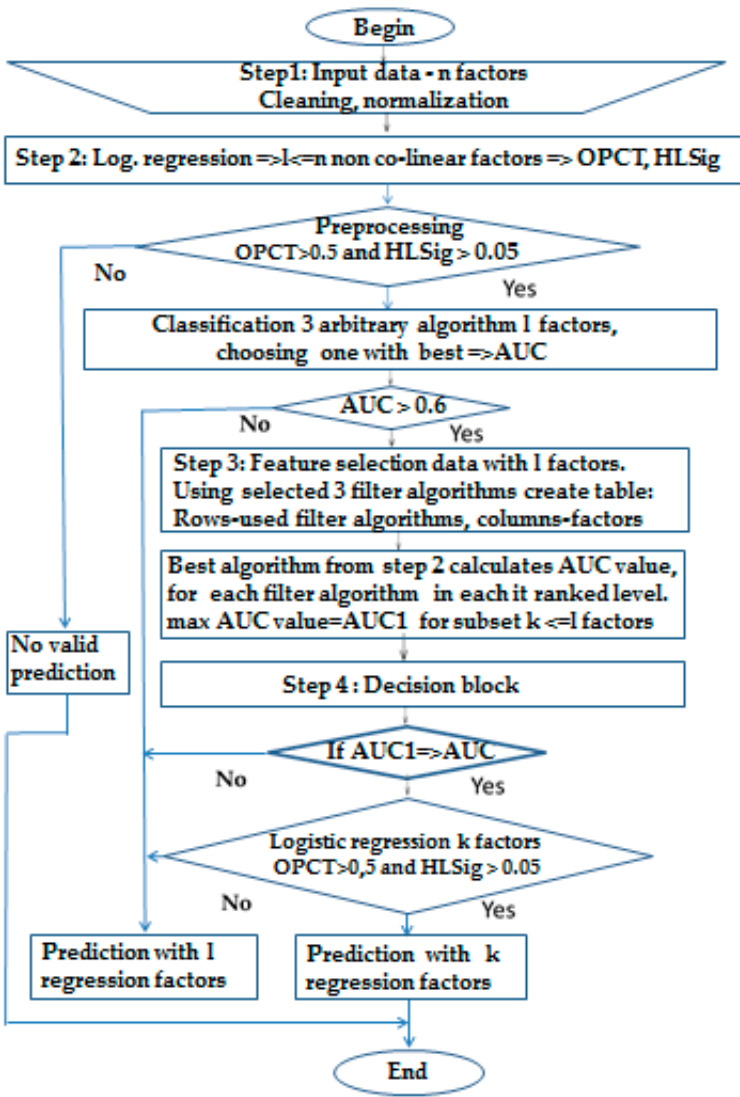 Begin
Step1: Input data - n factors
Cleaning, normalization
Step 2: Log. regression =>l<=n non co-linear factors => OPCT, HLSig
Preprocessing
OPCT>0.5 and HLSig > 0.05
No
Yes
Classification 3 arbitrary algorithm l factors,
choosing one with best =>AUC
AUC > 0.6
No
Yes
Step 3: Feature selection data with l factors.
Using selected 3 filter algorithms create table:
Rows-used filter algorithms, columns-factors
Best algorithm from step 2 calculates AUC value,
for each filter algorithm in each it ranked level.
max AUC value=AUC1 for subset k <=l factors
No valid
prediction
Step 4 : Decision block
If AUC1=>AUC
No
Yes
Logistic regression k factors
OPCT>0,5 and HLSig > 0.05
No
Yes
Prediction with l
regression factors
Prediction with k
regression factors
End